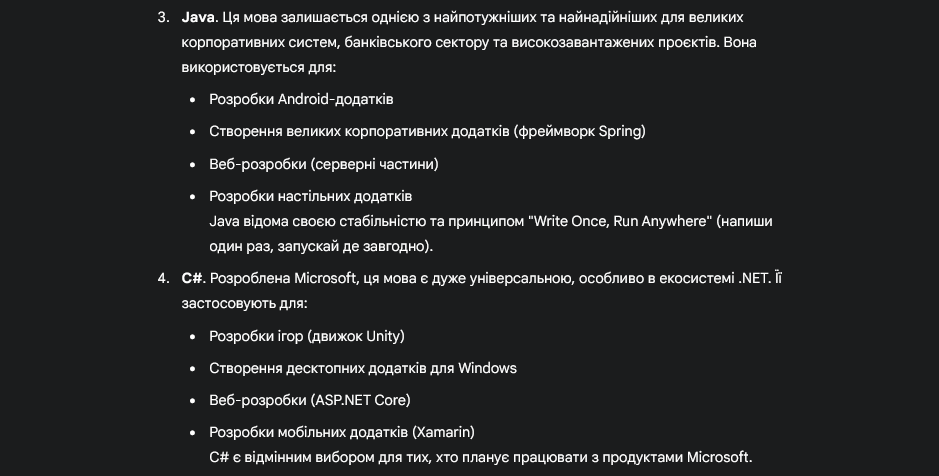 3. Java. Ця мова залишається однією з найпотужніших та найнадійніших для великих
корпоративних систем, банківського сектору та високозавантажених проєктів. Вона
використовується для:
• Розробки Android-додатків
• Створення великих корпоративних додатків (фреймворк Spring)
• Веб-розробки (серверні частини)
• Розробки настільних додатків
Java відома своєю стабільністю та принципом "Write Once, Run Anywhere" (напиши
один раз, запускай де завгодно).
4. C#. Розроблена Microsoft, ця мова є дуже універсальною, особливо в екосистемі .NET. Її
застосовують для:
• Розробки ігор (движок Unity)
• Створення десктопних додатків для Windows
• Веб-розробки (ASP.NET Core)
• Розробки мобільних додатків (Xamarin)
C# є відмінним вибором для тих, хто планує працювати з продуктами Microsoft.